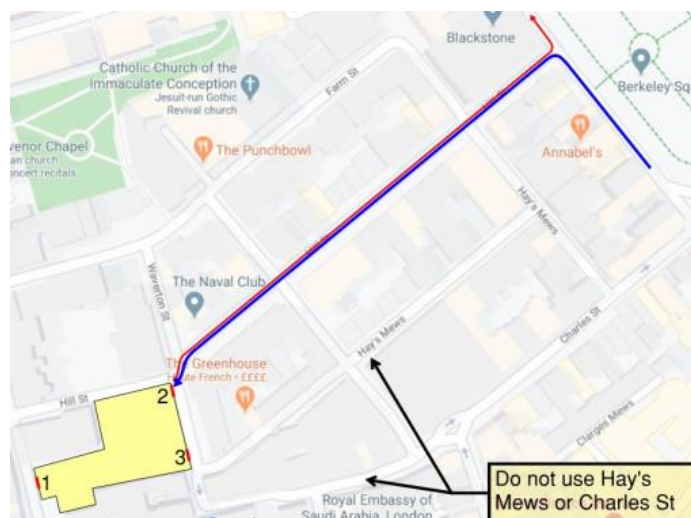 Blackstone
Catholic Church of the
Immaculate Conception
Jesuit-run Gothic
Revival church
Farm St
Berkeley Sq
venor Chapel
an church
oncert recitals
The Punchbowl
Annabel's
Hay's Mews
Waverton St
The Naval Club
Charles St
Hay's Mews
The Greenhouse
Haute French • ££££
Hill St
2
Clarges Mews
3
1
Do not use Hay's
Mews or Charles St
Royal Embassy of
Saudi Arabia, London